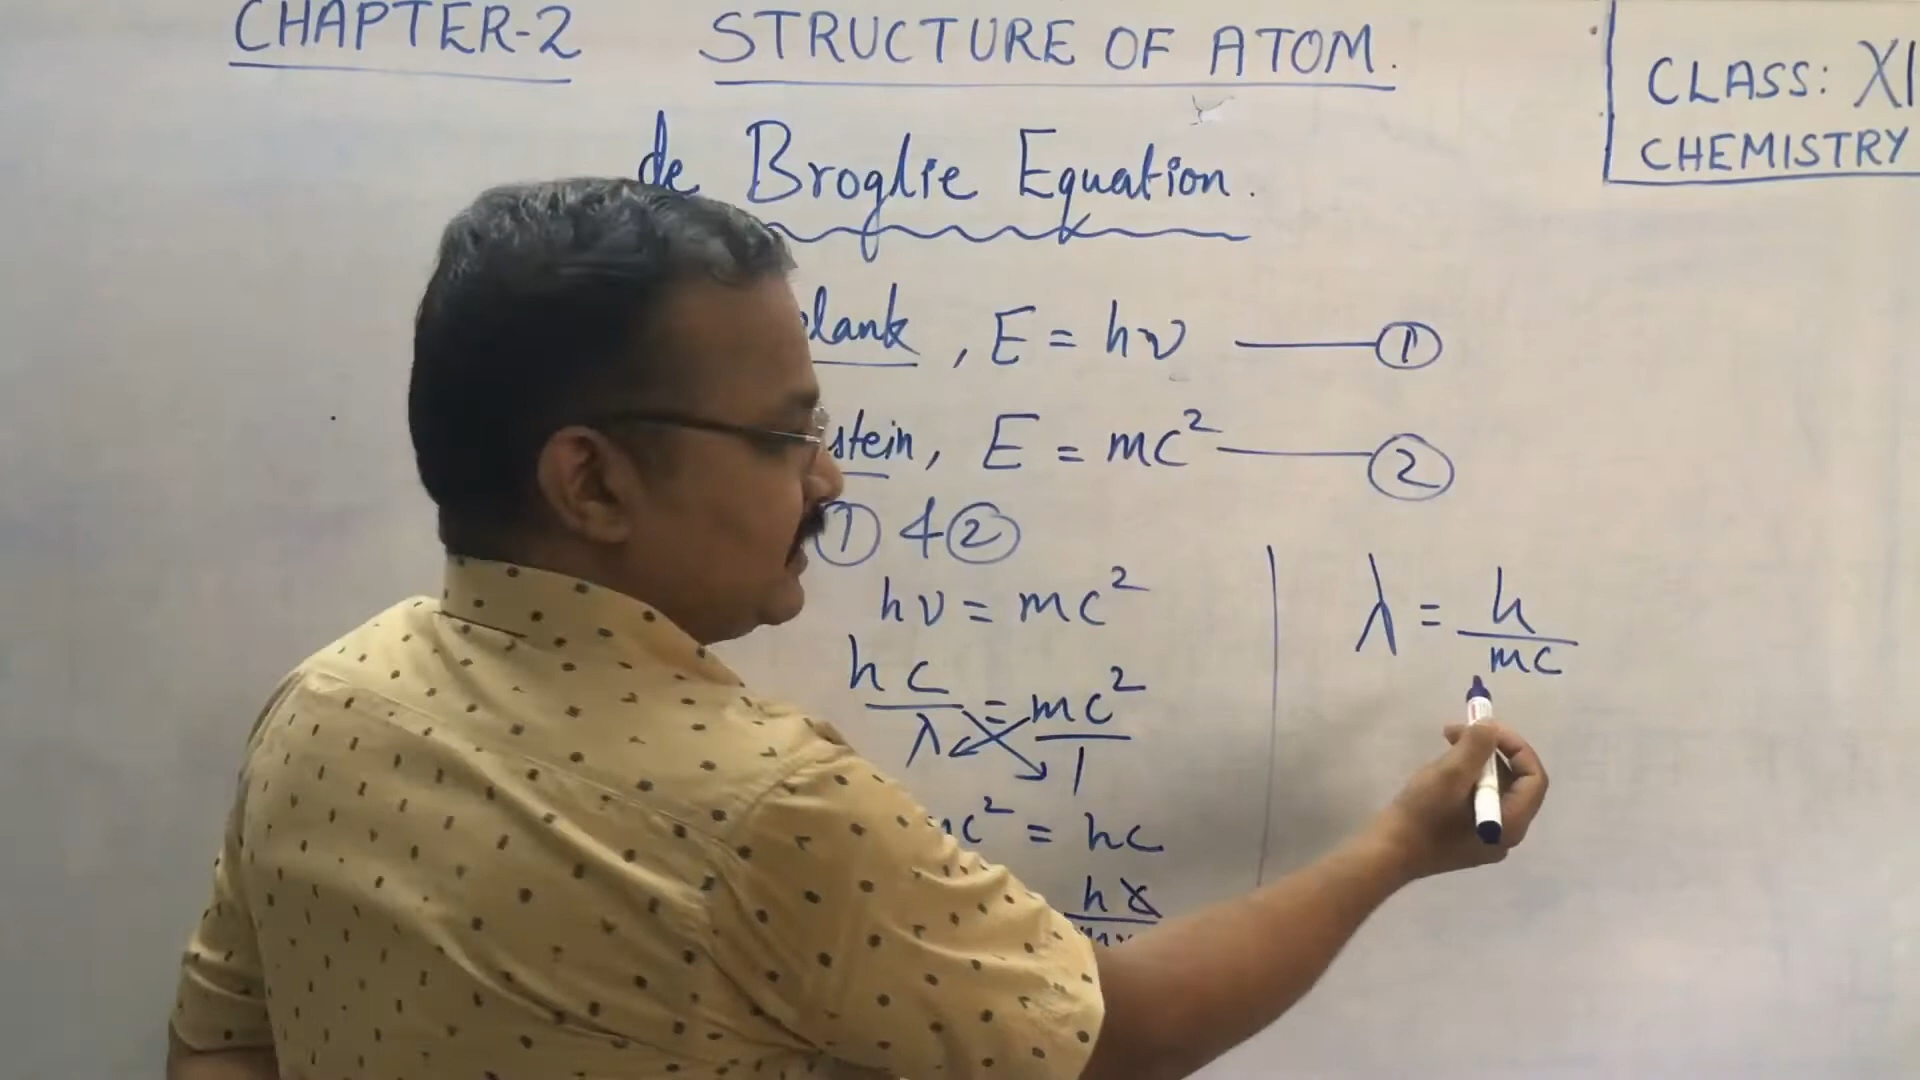 CHAPTER-2 STRUCTURE OF ATOM.
CLASS: XI
CHEMISTRY
de Broglie Equation.
lank, E = hν ——— ①
stein, E = mc² ——— ②
① & ②
hν = mc²
hc/λ = mc²/1
c² = hc
hc
λ = h/mc